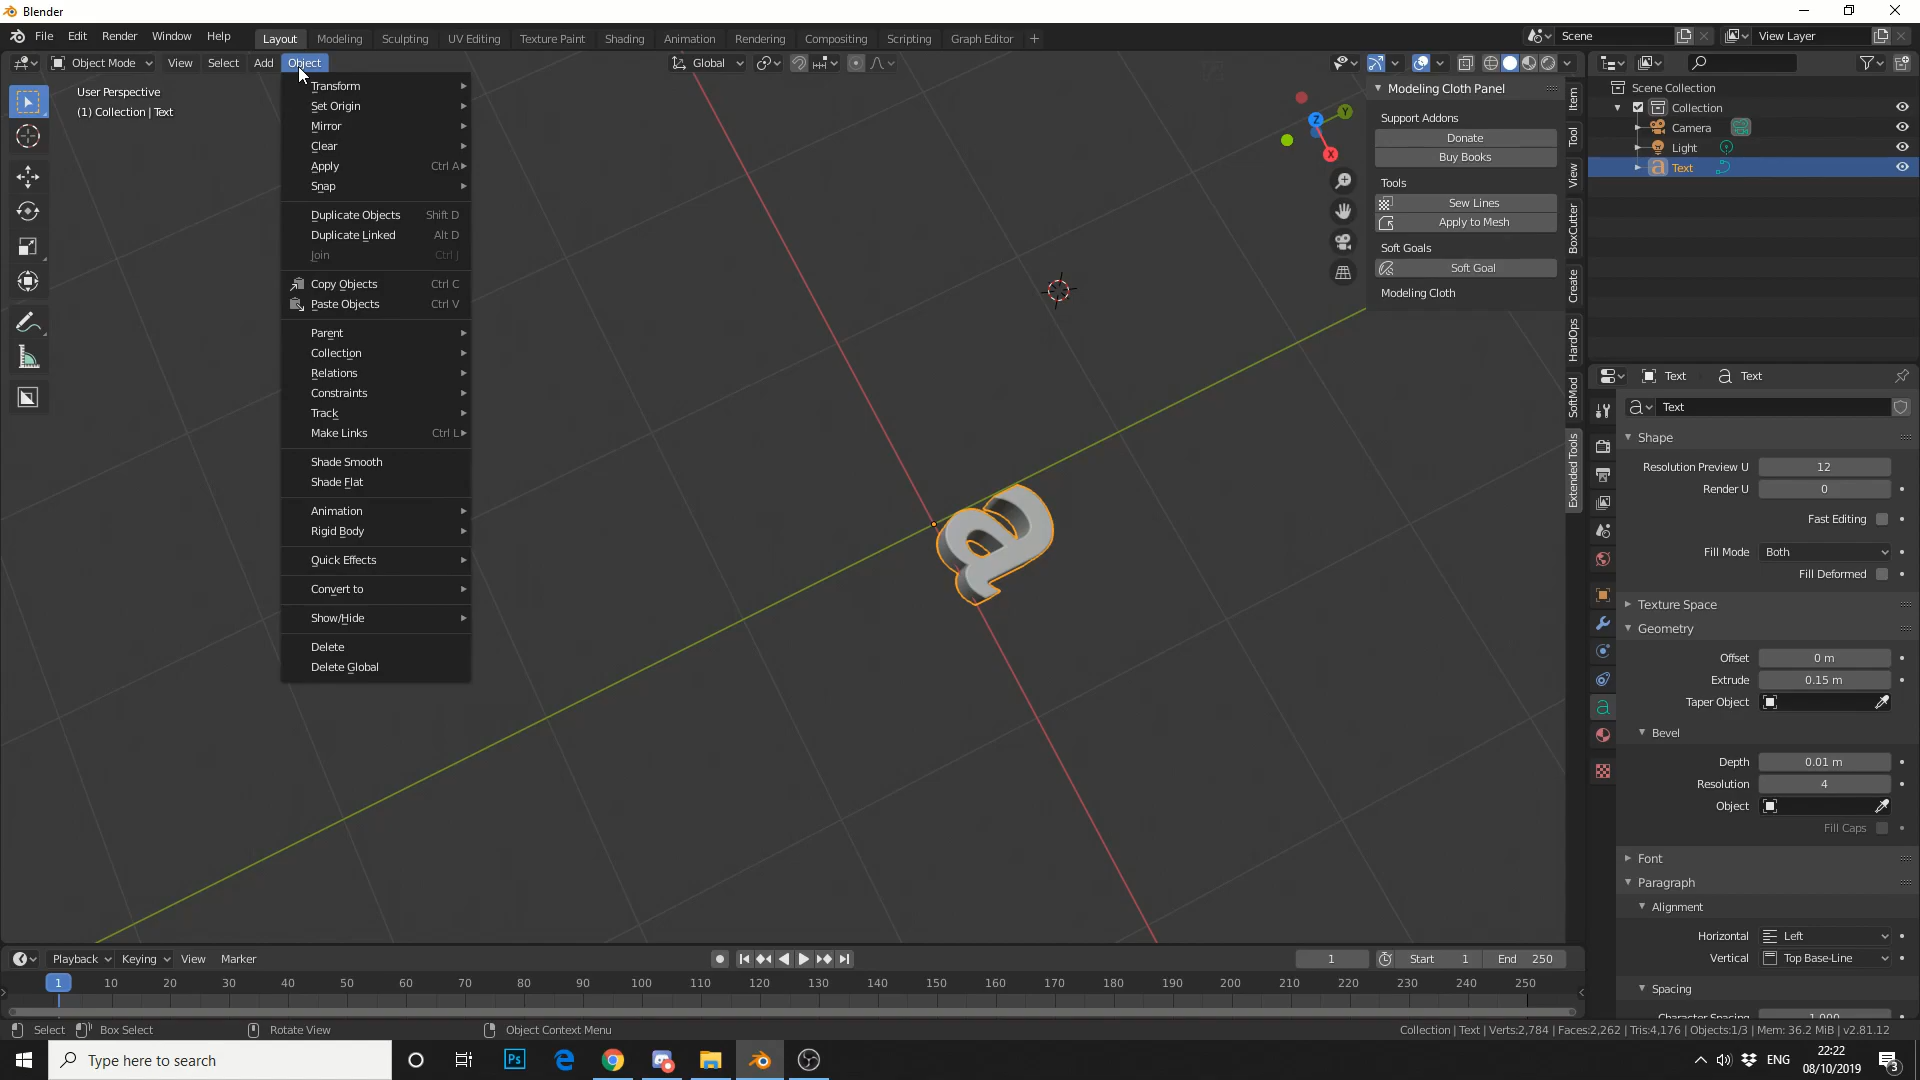 Blender
File Edit Render Window Help
Layout Modeling Sculpting UV Editing Texture Paint Shading Animation Rendering Compositing Scripting Graph Editor +
Scene
View Layer
Object Mode View Select Add Object
Global
User Perspective
(1) Collection | Text
Transform
Set Origin
Mirror
Clear
Apply Ctrl A
Snap
Duplicate Objects Shift D
Duplicate Linked Alt D
Join Ctrl J
Copy Objects Ctrl C
Paste Objects Ctrl V
Parent
Collection
Relations
Constraints
Track
Make Links Ctrl L
Shade Smooth
Shade Flat
Animation
Rigid Body
Quick Effects
Convert to
Show/Hide
Delete
Delete Global
a
Z
Y
X
Modeling Cloth Panel
Support Addons
Donate
Buy Books
Tools
Sew Lines
Apply to Mesh
Soft Goals
Soft Goal
Modeling Cloth
Item
Tool
View
BoxCutter
Create
HardOps
SoftMod
Extended Tools
Scene Collection
Collection
Camera
Light
Text
Text Text
Text
Shape
Resolution Preview U 12
Render U 0
Fast Editing
Fill Mode Both
Fill Deformed
Texture Space
Geometry
Offset 0 m
Extrude 0.15 m
Taper Object
Bevel
Depth 0.01 m
Resolution 4
Object
Fill Caps
Font
Paragraph
Alignment
Horizontal Left
Vertical Top Base-Line
Spacing
Character Spacing 1.000
Playback Keying View Marker
1 Start 1 End 250
1 10 20 30 40 50 60 70 80 90 100 110 120 130 140 150 160 170 180 190 200 210 220 230 240 250
Select Box Select Rotate View Object Context Menu
Collection | Text | Verts:2,784 | Faces:2,262 | Tris:4,176 | Objects:1/3 | Mem: 36.2 MiB | v2.81.12
Type here to search
Ps
ENG
22:22
08/10/2019
3